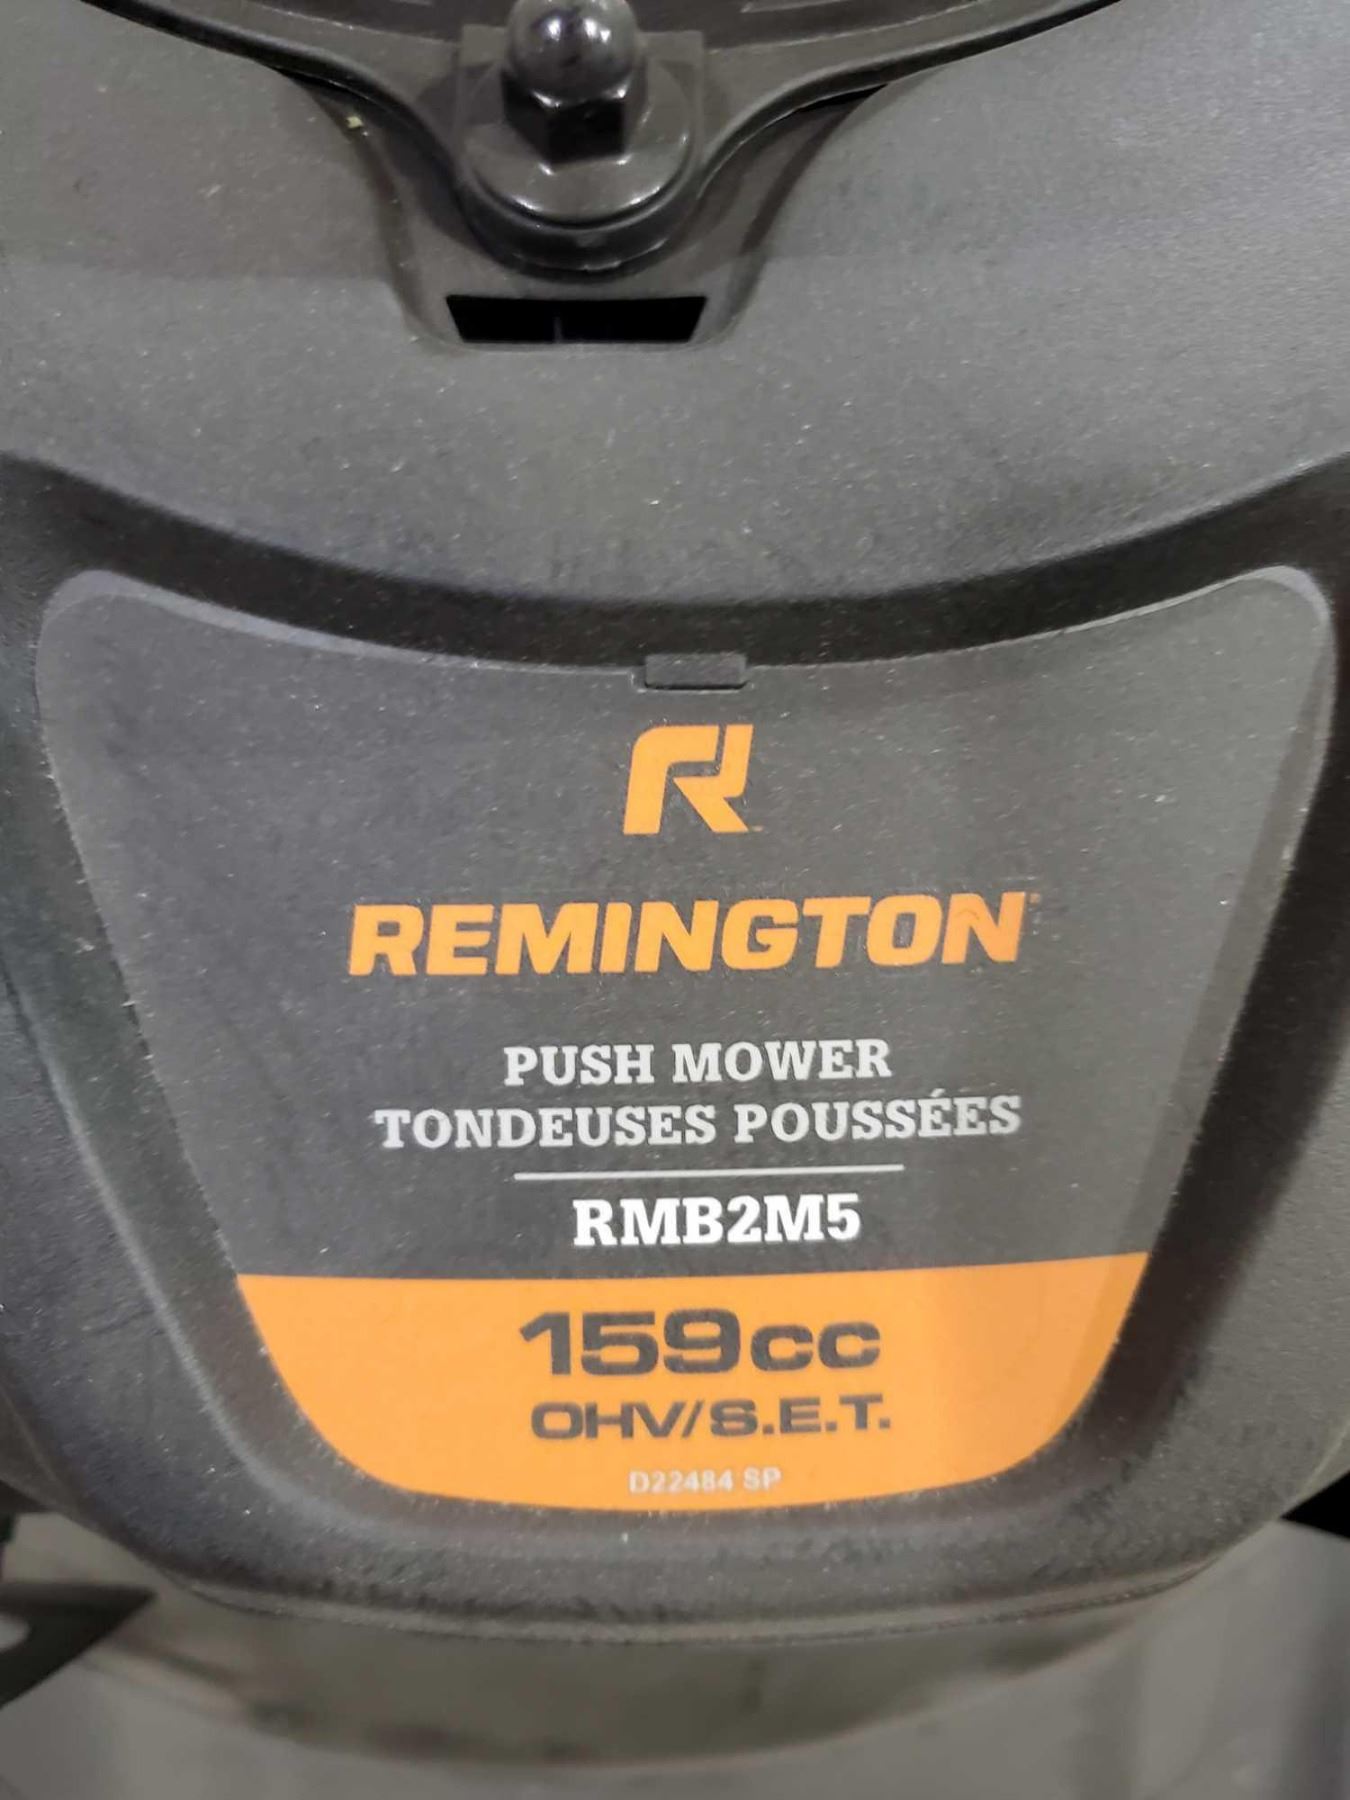 R
REMINGTON
PUSH MOWER
TONDEUSES POUSSÉES
RMB2M5
159cc
OHV/S.E.T.
D22484 SP